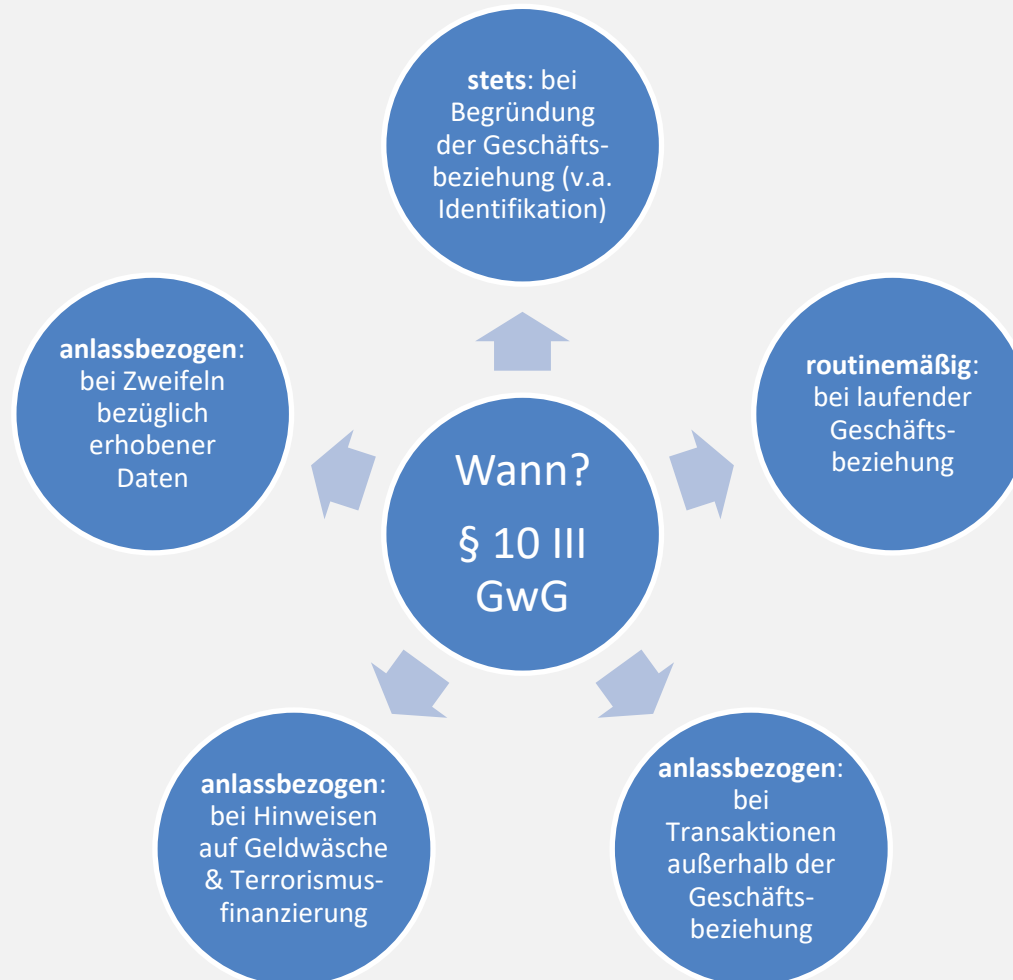 stets: bei
Begründung
der Geschäfts-
beziehung (v.a.
Identifikation)
routinemäßig:
bei laufender
Geschäfts-
beziehung
anlassbezogen:
bei
Transaktionen
außerhalb der
Geschäfts-
beziehung
anlassbezogen:
bei Hinweisen
auf Geldwäsche
& Terrorismus-
finanzierung
anlassbezogen:
bei Zweifeln
bezüglich
erhobener
Daten
Wann?
§ 10 III
GwG